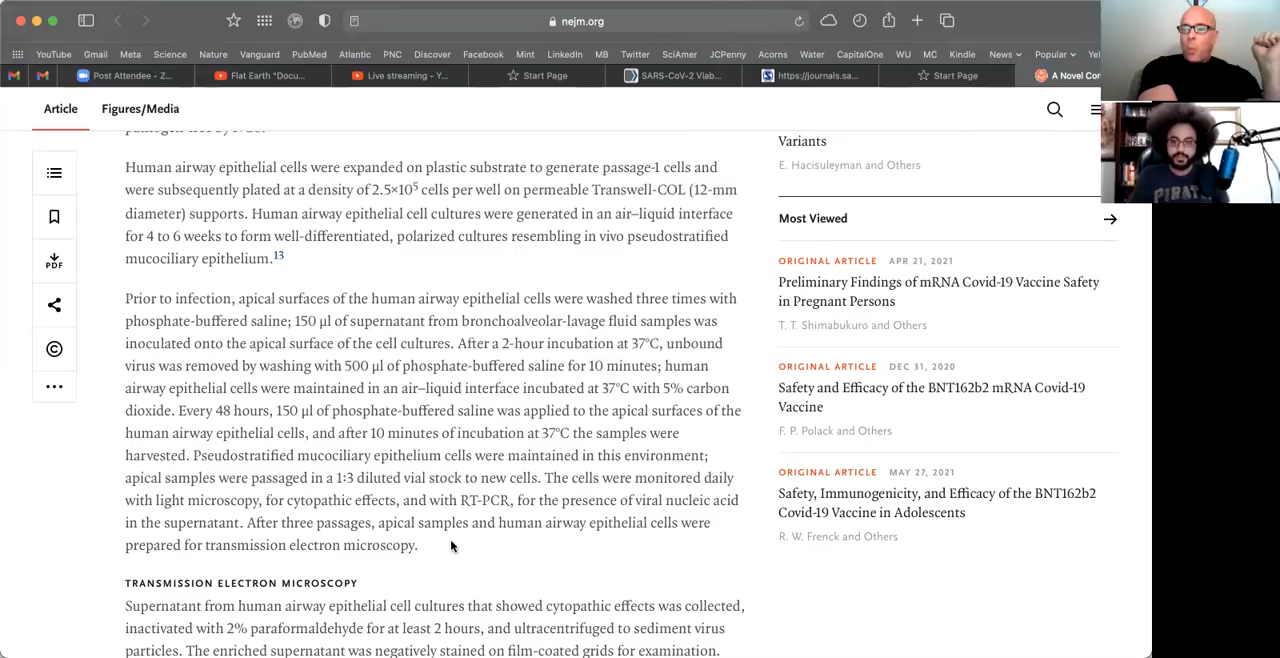 nejm.org
YouTube Gmail Meta Science Nature Vanguard PubMed Atlantic PNC Discover Facebook Mint LinkedIn MB Twitter SciAmer JCPenny Acorns Water CapitalOne WU MC Kindle News Popular Yel
Post Attendee - Z...
Flat Earth "Docu...
Live streaming - Y...
Start Page
SARS-CoV-2 Viab...
https://journals.sa...
Start Page
A Novel Cor
Article Figures/Media
PDF
Human airway epithelial cells were expanded on plastic substrate to generate passage-1 cells and
were subsequently plated at a density of 2.5×10⁵ cells per well on permeable Transwell-COL (12-mm
diameter) supports. Human airway epithelial cell cultures were generated in an air–liquid interface
for 4 to 6 weeks to form well-differentiated, polarized cultures resembling in vivo pseudostratified
mucociliary epithelium.¹³
Prior to infection, apical surfaces of the human airway epithelial cells were washed three times with
phosphate-buffered saline; 150 μl of supernatant from bronchoalveolar-lavage fluid samples was
inoculated onto the apical surface of the cell cultures. After a 2-hour incubation at 37°C, unbound
virus was removed by washing with 500 μl of phosphate-buffered saline for 10 minutes; human
airway epithelial cells were maintained in an air–liquid interface incubated at 37°C with 5% carbon
dioxide. Every 48 hours, 150 μl of phosphate-buffered saline was applied to the apical surfaces of the
human airway epithelial cells, and after 10 minutes of incubation at 37°C the samples were
harvested. Pseudostratified mucociliary epithelium cells were maintained in this environment;
apical samples were passaged in a 1:3 diluted vial stock to new cells. The cells were monitored daily
with light microscopy, for cytopathic effects, and with RT-PCR, for the presence of viral nucleic acid
in the supernatant. After three passages, apical samples and human airway epithelial cells were
prepared for transmission electron microscopy.
TRANSMISSION ELECTRON MICROSCOPY
Supernatant from human airway epithelial cell cultures that showed cytopathic effects was collected,
inactivated with 2% paraformaldehyde for at least 2 hours, and ultracentrifuged to sediment virus
particles. The enriched supernatant was negatively stained on film-coated grids for examination.
Variants
E. Hacisuleyman and Others
Most Viewed
ORIGINAL ARTICLE APR 21, 2021
Preliminary Findings of mRNA Covid-19 Vaccine Safety
in Pregnant Persons
T. T. Shimabukuro and Others
ORIGINAL ARTICLE DEC 31, 2020
Safety and Efficacy of the BNT162b2 mRNA Covid-19
Vaccine
F. P. Polack and Others
ORIGINAL ARTICLE MAY 27, 2021
Safety, Immunogenicity, and Efficacy of the BNT162b2
Covid-19 Vaccine in Adolescents
R. W. Frenck and Others
PIRAT